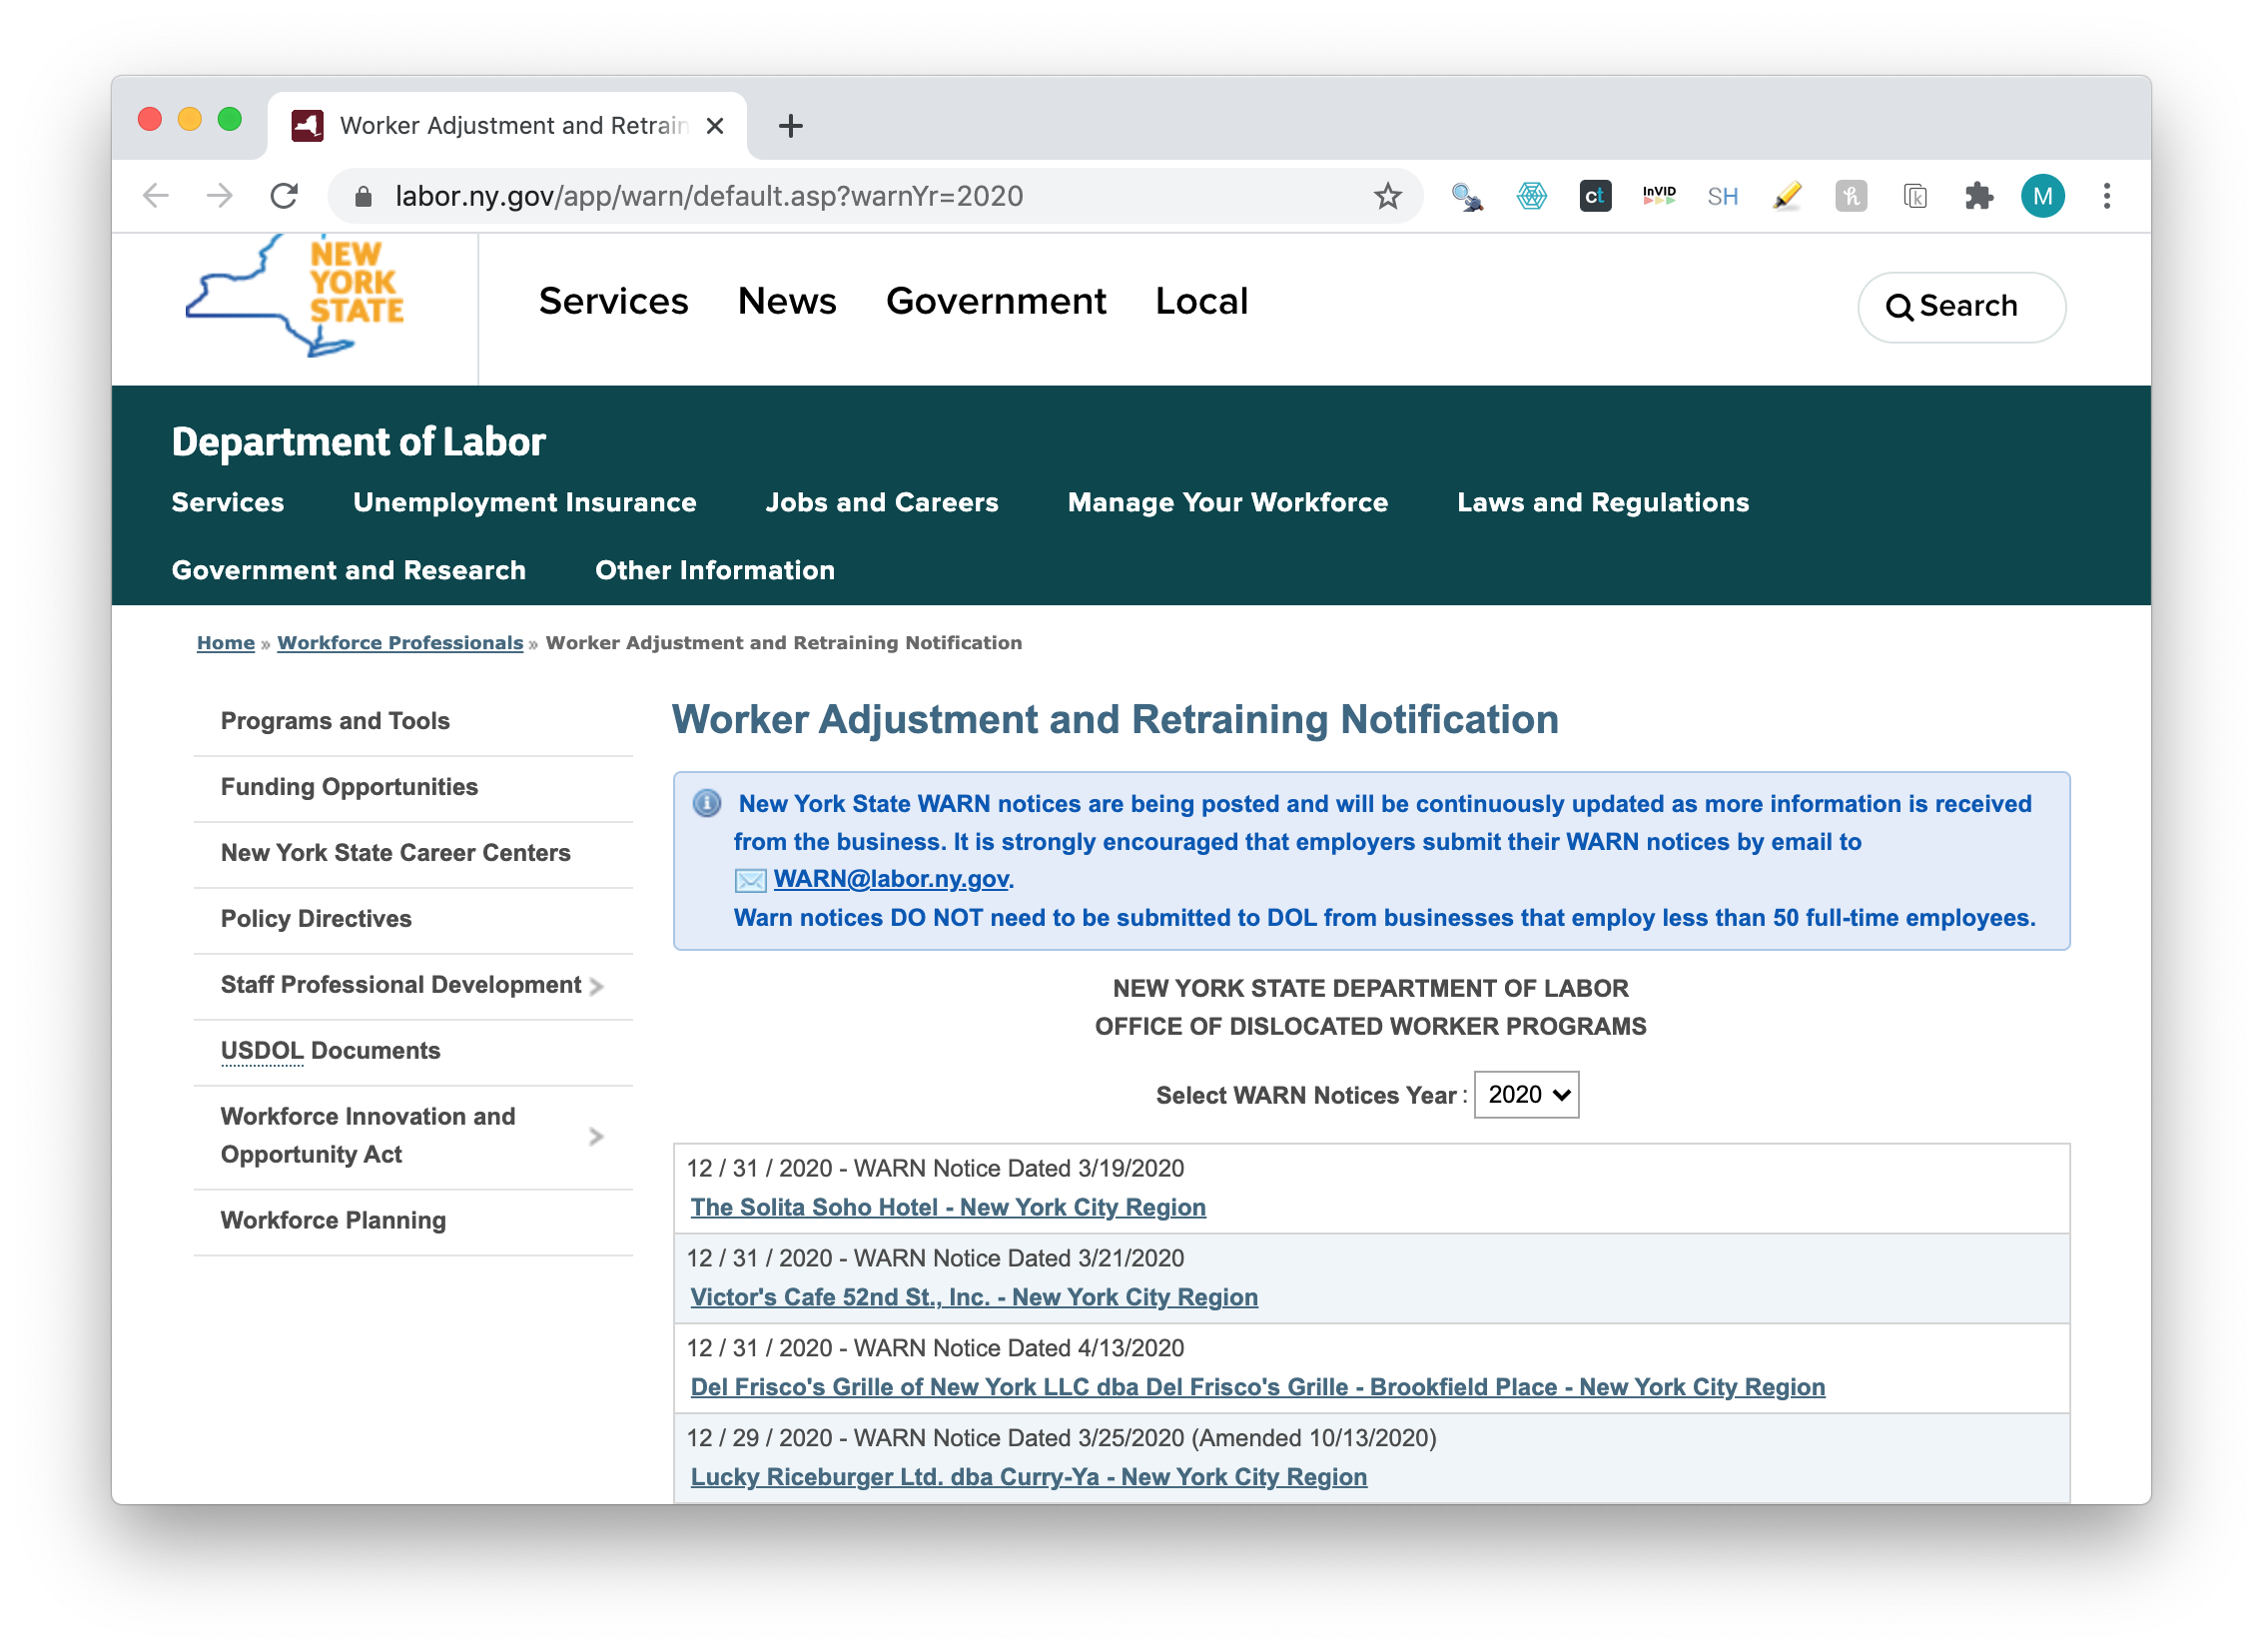 Worker Adjustment and Retrain
labor.ny.gov/app/warn/default.asp?warnYr=2020
ct
InVID
SH
h
k
M
NEW
YORK
STATE
Services News Government Local
Search
Department of Labor
Services Unemployment Insurance Jobs and Careers Manage Your Workforce Laws and Regulations
Government and Research Other Information
Home » Workforce Professionals » Worker Adjustment and Retraining Notification
Programs and Tools
Funding Opportunities
New York State Career Centers
Policy Directives
Staff Professional Development
USDOL Documents
Workforce Innovation and
Opportunity Act
Workforce Planning
Worker Adjustment and Retraining Notification
New York State WARN notices are being posted and will be continuously updated as more information is received
from the business. It is strongly encouraged that employers submit their WARN notices by email to
WARN@labor.ny.gov.
Warn notices DO NOT need to be submitted to DOL from businesses that employ less than 50 full-time employees.
NEW YORK STATE DEPARTMENT OF LABOR
OFFICE OF DISLOCATED WORKER PROGRAMS
Select WARN Notices Year : 2020
12 / 31 / 2020 - WARN Notice Dated 3/19/2020
The Solita Soho Hotel - New York City Region
12 / 31 / 2020 - WARN Notice Dated 3/21/2020
Victor's Cafe 52nd St., Inc. - New York City Region
12 / 31 / 2020 - WARN Notice Dated 4/13/2020
Del Frisco's Grille of New York LLC dba Del Frisco's Grille - Brookfield Place - New York City Region
12 / 29 / 2020 - WARN Notice Dated 3/25/2020 (Amended 10/13/2020)
Lucky Riceburger Ltd. dba Curry-Ya - New York City Region